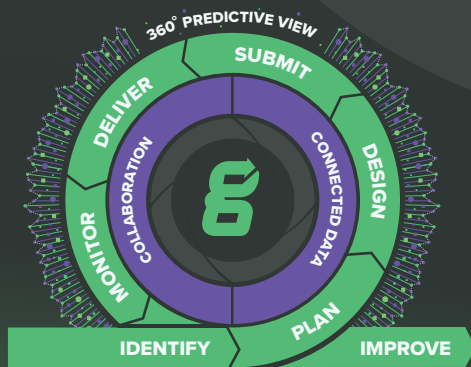 360° PREDICTIVE VIEW
SUBMIT
DELIVER
DESIGN
COLLABORATION
CONNECTED DATA
MONITOR
PLAN
IDENTIFY
IMPROVE